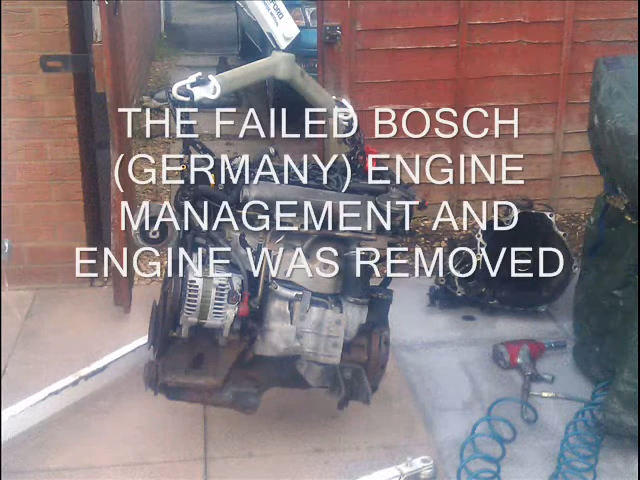 THE FAILED BOSCH
(GERMANY) ENGINE
MANAGEMENT AND
ENGINE WAS REMOVED